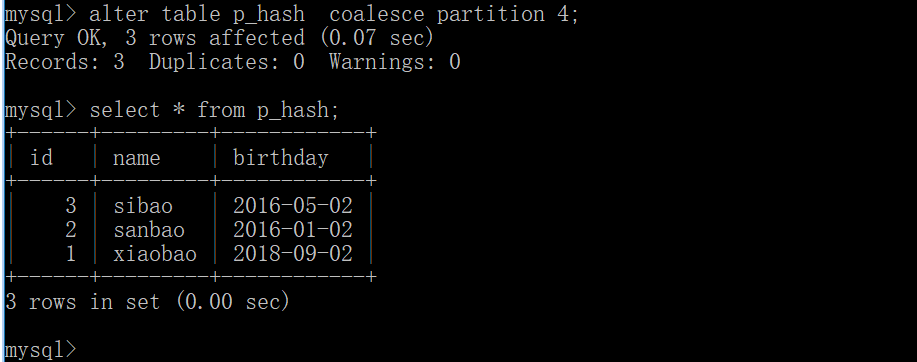 mysql> alter table p_hash  coalesce partition 4;
Query OK, 3 rows affected (0.07 sec)
Records: 3  Duplicates: 0  Warnings: 0

mysql> select * from p_hash;
+------+---------+------------+
| id   | name    | birthday   |
+------+---------+------------+
|    3 | sibao   | 2016-05-02 |
|    2 | sanbao  | 2016-01-02 |
|    1 | xiaobao | 2018-09-02 |
+------+---------+------------+
3 rows in set (0.00 sec)

mysql>